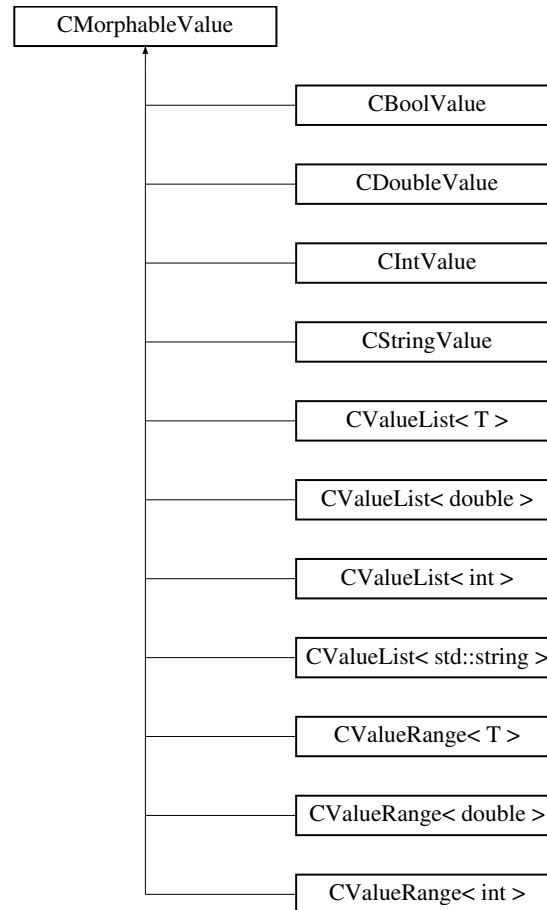 CMorphableValue
CBoolValue
CDoubleValue
CIntValue
CStringValue
CValueList< T >
CValueList< double >
CValueList< int >
CValueList< std::string >
CValueRange< T >
CValueRange< double >
CValueRange< int >